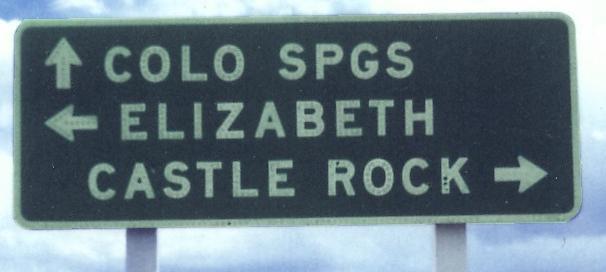 COLO SPGS
ELIZABETH
CASTLE ROCK